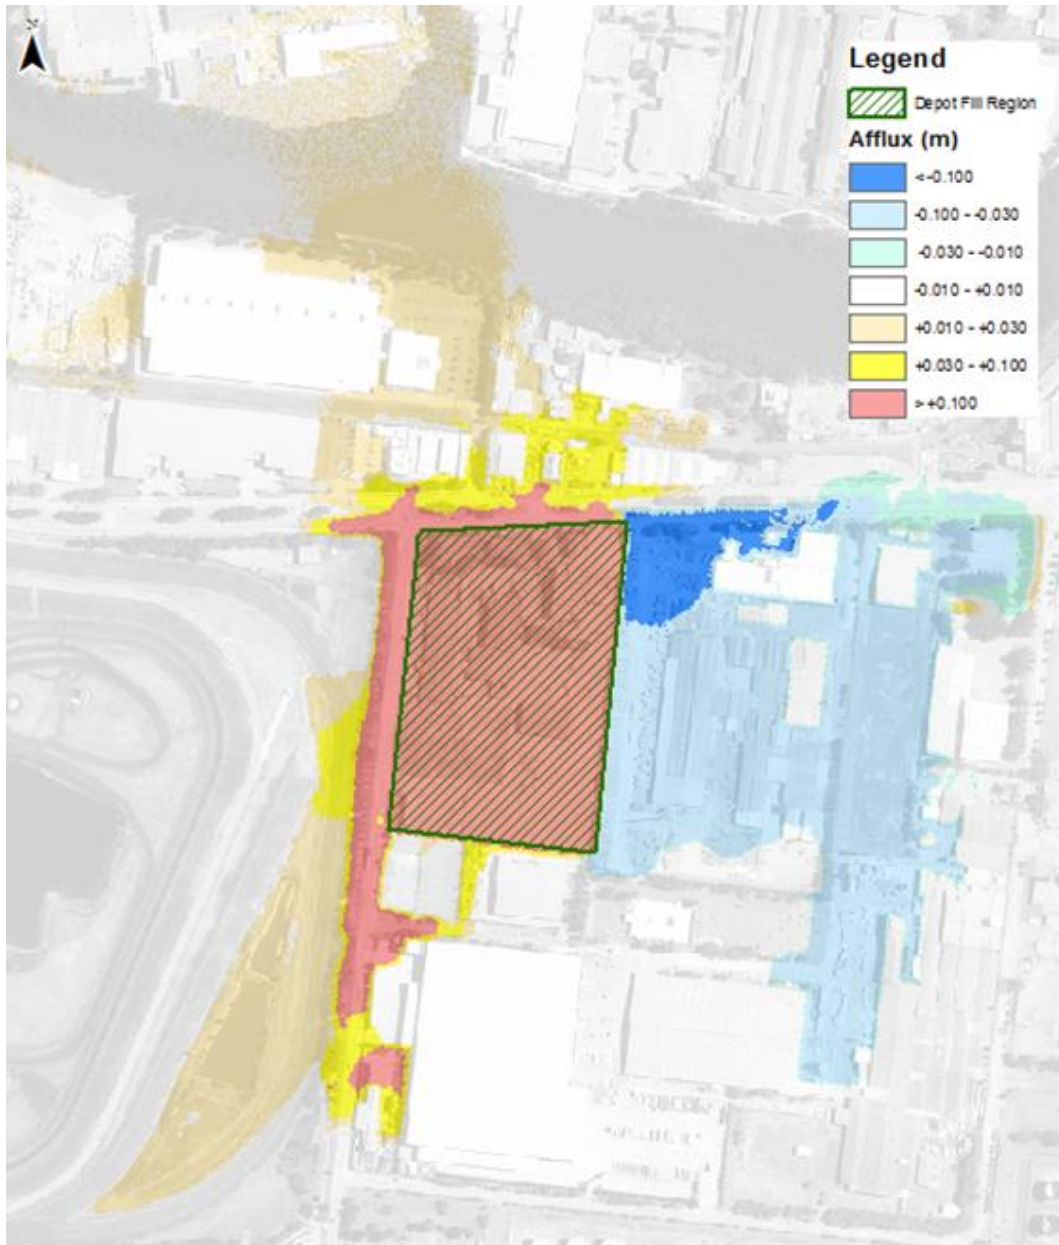 N
Legend
Depot Fill Region
Afflux (m)
<-0.100
-0.100 - -0.030
-0.030 - -0.010
-0.010 - +0.010
+0.010 - +0.030
+0.030 - +0.100
> +0.100